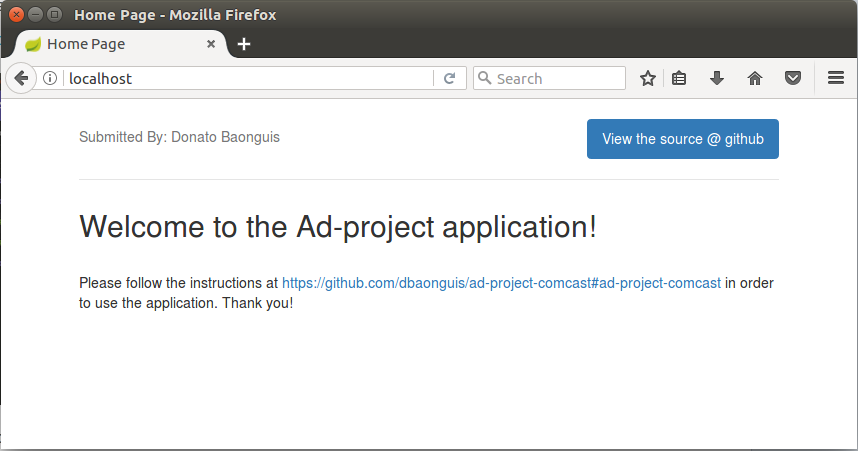 Home Page - Mozilla Firefox
Home Page
localhost
Search
Submitted By: Donato Baonguis
View the source @ github
Welcome to the Ad-project application!
Please follow the instructions at https://github.com/dbaonguis/ad-project-comcast#ad-project-comcast in order
to use the application. Thank you!